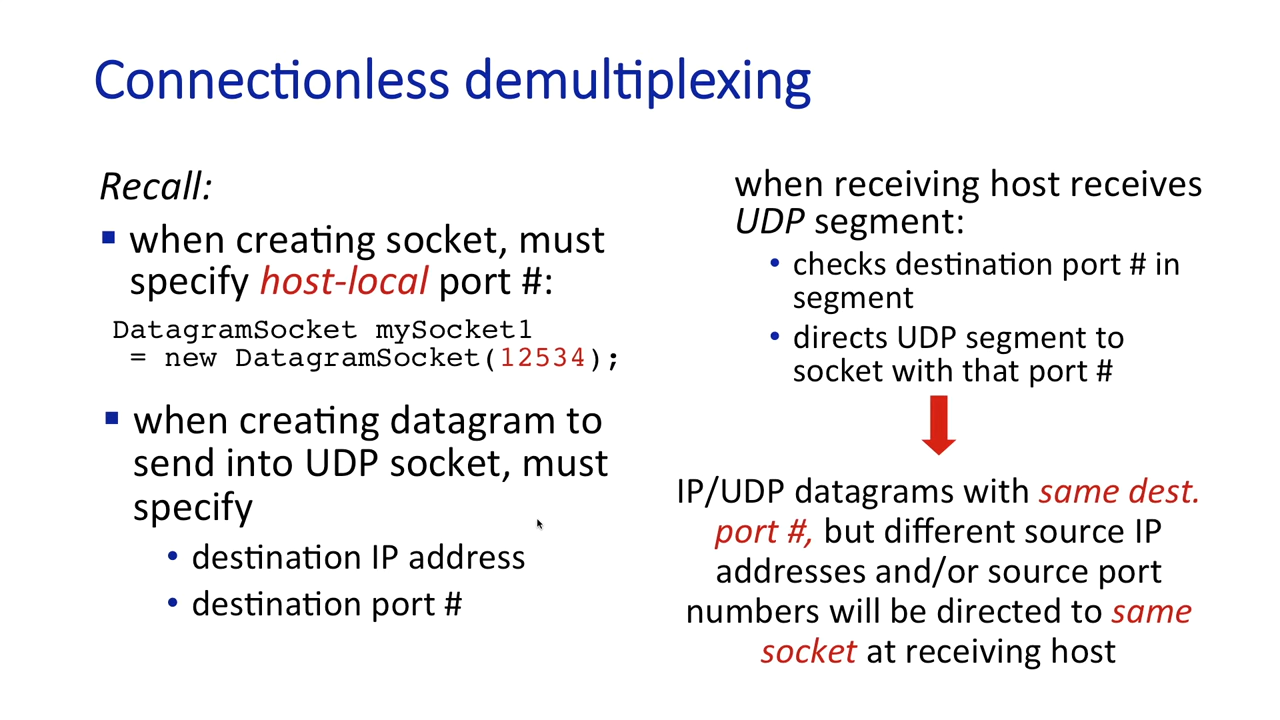 Connectionless demultiplexing
Recall:
▪ when creating socket, must
specify host-local port #:
DatagramSocket mySocket1
= new DatagramSocket(12534);
▪ when creating datagram to
send into UDP socket, must
specify
• destination IP address
• destination port #
when receiving host receives
UDP segment:
• checks destination port # in
segment
• directs UDP segment to
socket with that port #
IP/UDP datagrams with same dest.
port #, but different source IP
addresses and/or source port
numbers will be directed to same
socket at receiving host